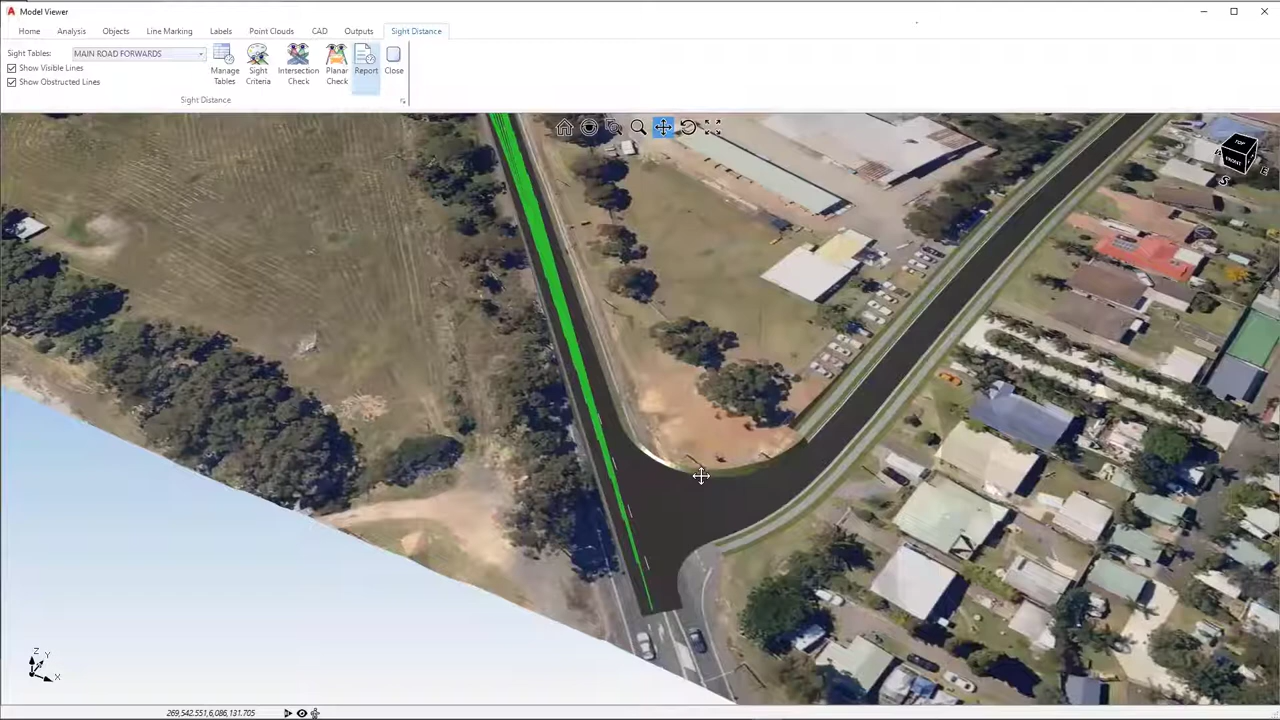 Model Viewer
Home Analysis Objects Line Marking Labels Point Clouds CAD Outputs Sight Distance
Sight Tables: MAIN ROAD FORWARDS
Show Visible Lines
Show Obstructed Lines
Manage Tables
Sight Criteria
Intersection Check
Planar Check
Report
Close
Sight Distance
TOP
FRONT
S
E
Z
Y
X
269,542.551,6,086,131.705